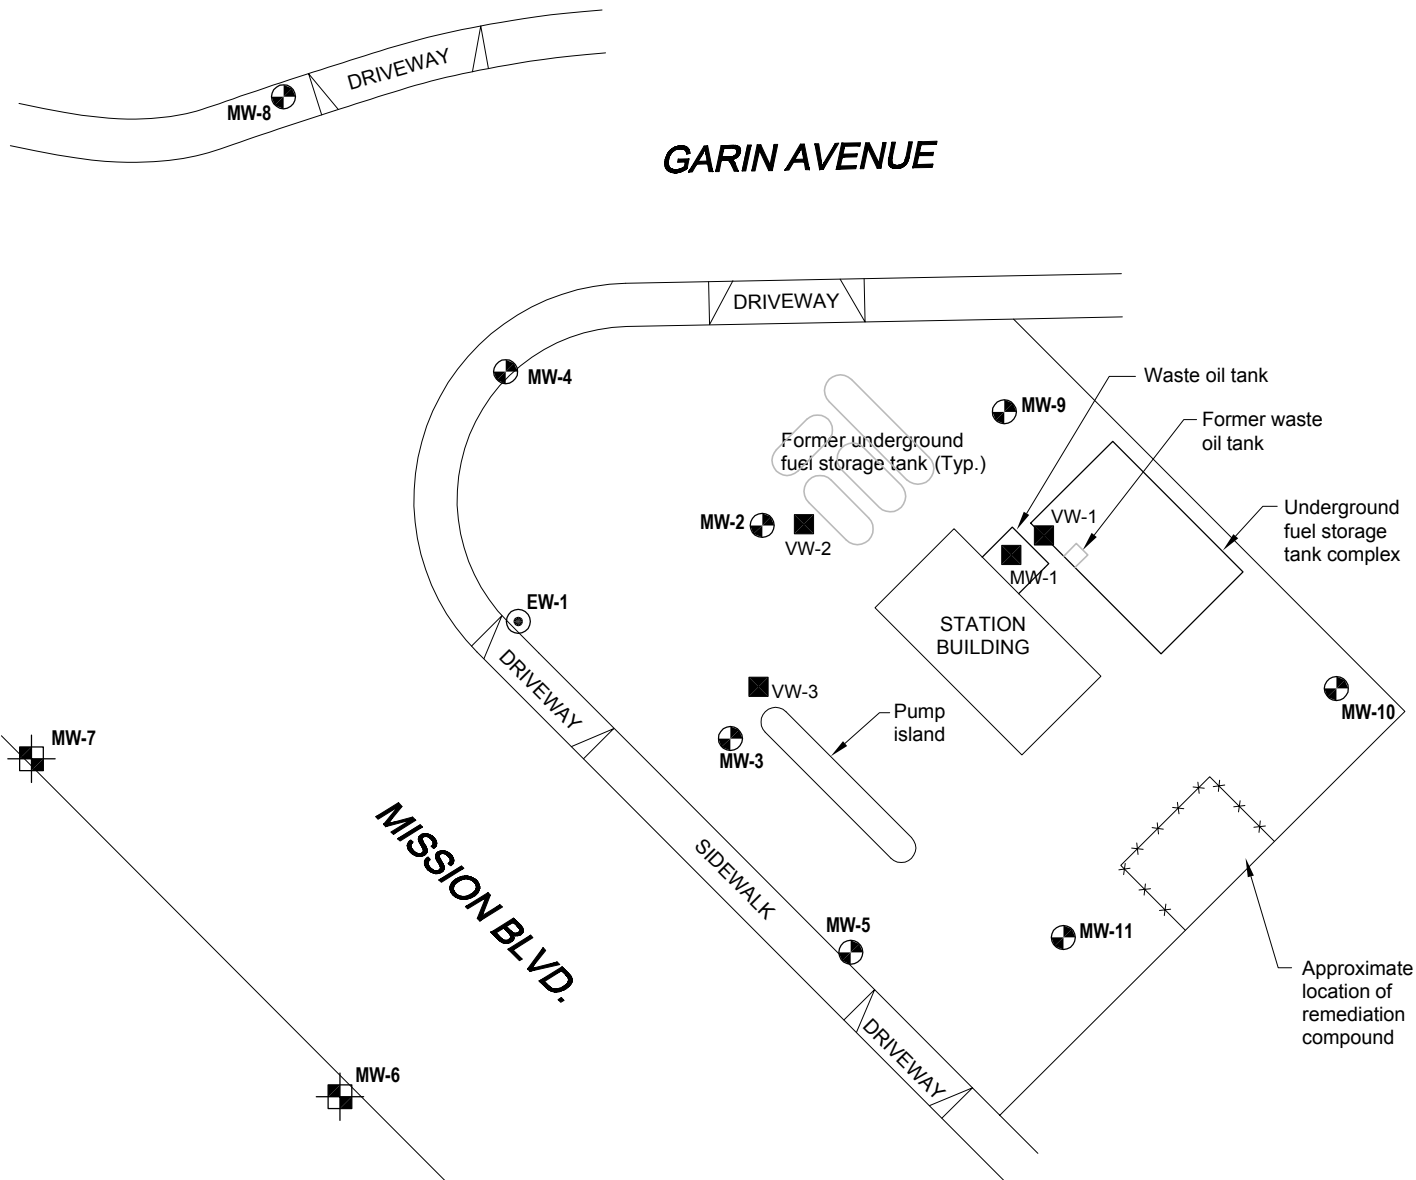 DRIVEWAY
MW-8
GARIN AVENUE
DRIVEWAY
MW-4
Waste oil tank
MW-9
Former waste
oil tank
Former underground
fuel storage tank (Typ.)
Underground
fuel storage
tank complex
MW-2
VW-2
VW-1
MW-1
EW-1
STATION
BUILDING
DRIVEWAY
VW-3
Pump
island
MW-10
MW-7
MW-3
MISSION BLVD.
SIDEWALK
MW-5
MW-11
Approximate
location of
remediation
compound
DRIVEWAY
MW-6